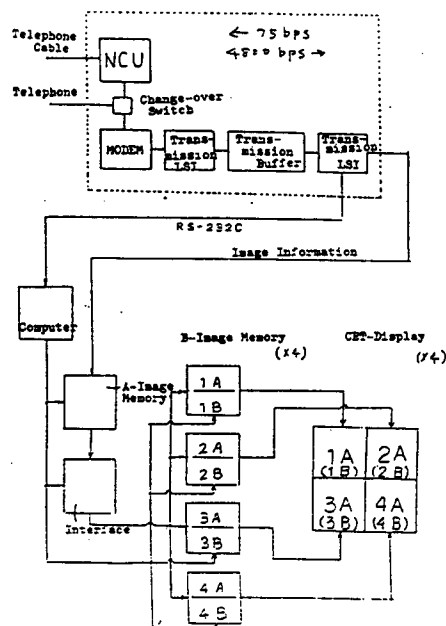 ← 75 bps
4800 bps →
Telephone Cable
NCU
Telephone
Change-over Switch
MODEM
Trans-
mission
LSI
Trans-
mission
Buffer
Trans-
mission
LSI
RS-232C
Image Information
Computer
A-Image
Memory
Interface
B-Image Memory
(x4)
CRT-Display
(x4)
1A
1B
2A
2B
3A
3B
4A
4B
1A
(1B)
2A
(2B)
3A
(3B)
4A
(4B)